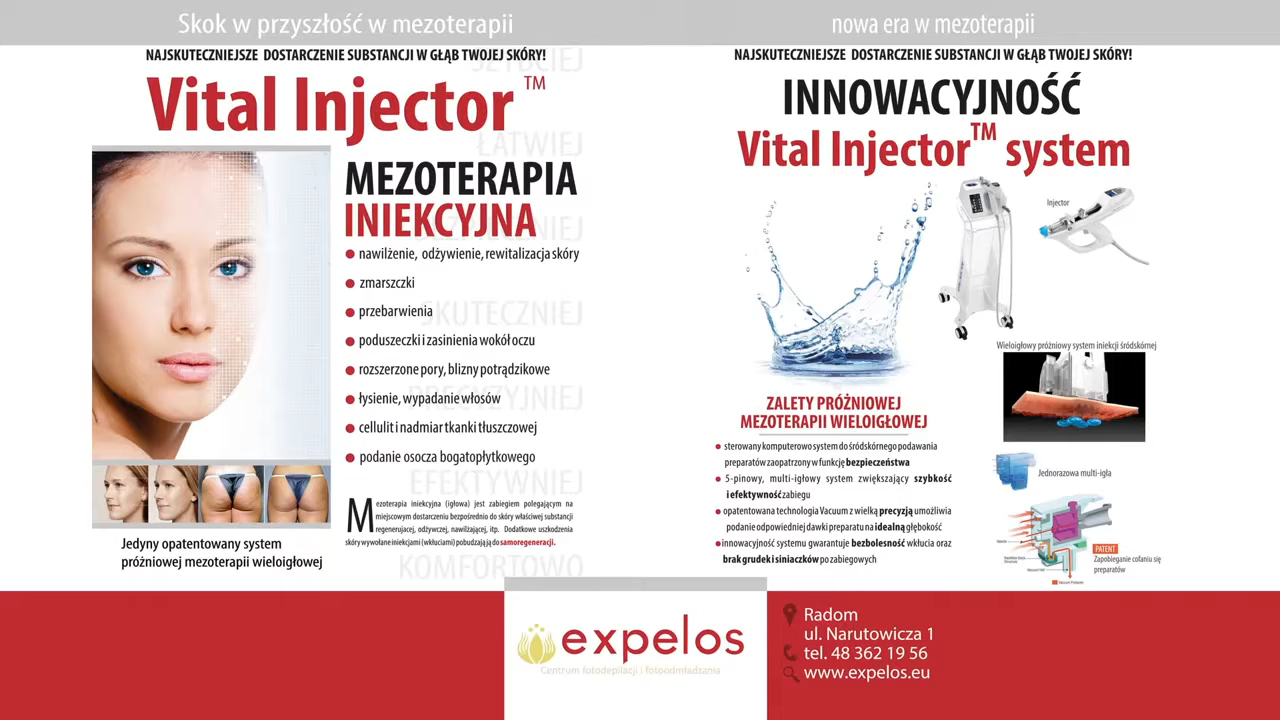 Skok w przyszłość w mezoterapii
NAJSKUTECZNIEJSZE DOSTARCZENIE SUBSTANCJI W GŁĄB TWOJEJ SKÓRY!
Vital Injector TM
SZYBCIEJ
ŁATWIEJ
MEZOTERAPIA
INIEKCYJNA
nawilżenie, odżywienie, rewitalizacja skóry
zmarszczki
przebarwienia
SKUTECZNIEJ
poduszeczki i zasinienia wokół oczu
rozszerzone pory, blizny potrądzikowe
PRECYZYJNIEJ
łysienie, wypadanie włosów
cellulit i nadmiar tkanki tłuszczowej
podanie osocza bogatopłytkowego
EFEKTYWNIEJ
Mezoterapia iniekcyjna (igłowa) jest zabiegiem polegającym na
miejscowym dostarczeniu bezpośrednio do skóry właściwej substancji
regenerującej, odżywczej, nawilżającej, itp. Dodatkowe uszkodzenia
skóry wywołane iniekcjami (wkłuciami) pobudzają ją do samoregeneracji.
KOMFORTOWO
Jedyny opatentowany system
próżniowej mezoterapii wieloigłowej
nowa era w mezoterapii
NAJSKUTECZNIEJSZE DOSTARCZENIE SUBSTANCJI W GŁĄB TWOJEJ SKÓRY!
INNOWACYJNOŚĆ
Vital Injector TM system
Injector
Wieloigłowy próżniowy system iniekcji śródskórnej
ZALETY PRÓŻNIOWEJ
MEZOTERAPII WIELOIGŁOWEJ
sterowany komputerowo system do śródskórnego podawania
preparatów zaopatrzony w funkcję bezpieczeństwa
5-pinowy, multi-igłowy system zwiększający szybkość
i efektywność zabiegu
opatentowana technologia Vacuum z wielką precyzją umożliwia
podanie odpowiedniej dawki preparatu na idealną głębokość
innowacyjność systemu gwarantuje bezbolesność wkłucia oraz
brak grudek i siniaczków po zabiegowych
Jednorazowa multi-igła
PATENT
Zapobieganie cofaniu się
preparatów
expelos
Centrum fotodepilacji i fotoodmładzania
Radom
ul. Narutowicza 1
tel. 48 362 19 56
www.expelos.eu